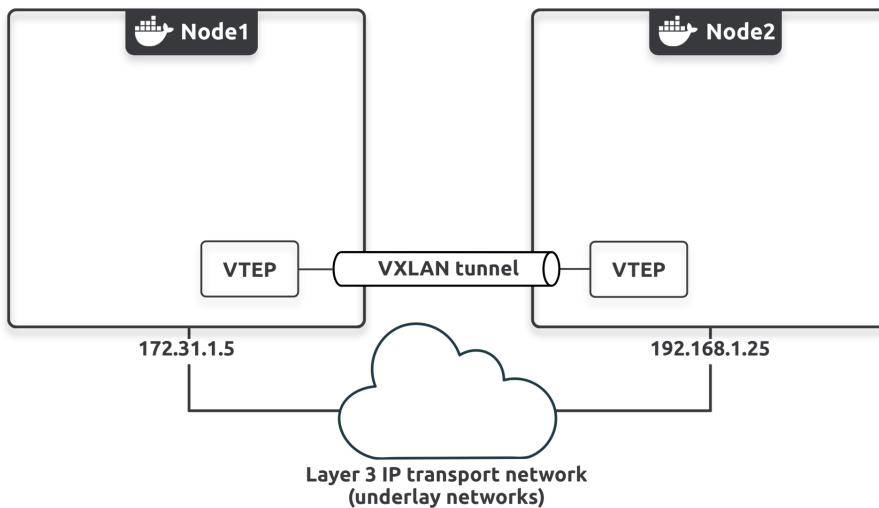 Node1
Node2
VTEP
VXLAN tunnel
VTEP
172.31.1.5
192.168.1.25
Layer 3 IP transport network
(underlay networks)